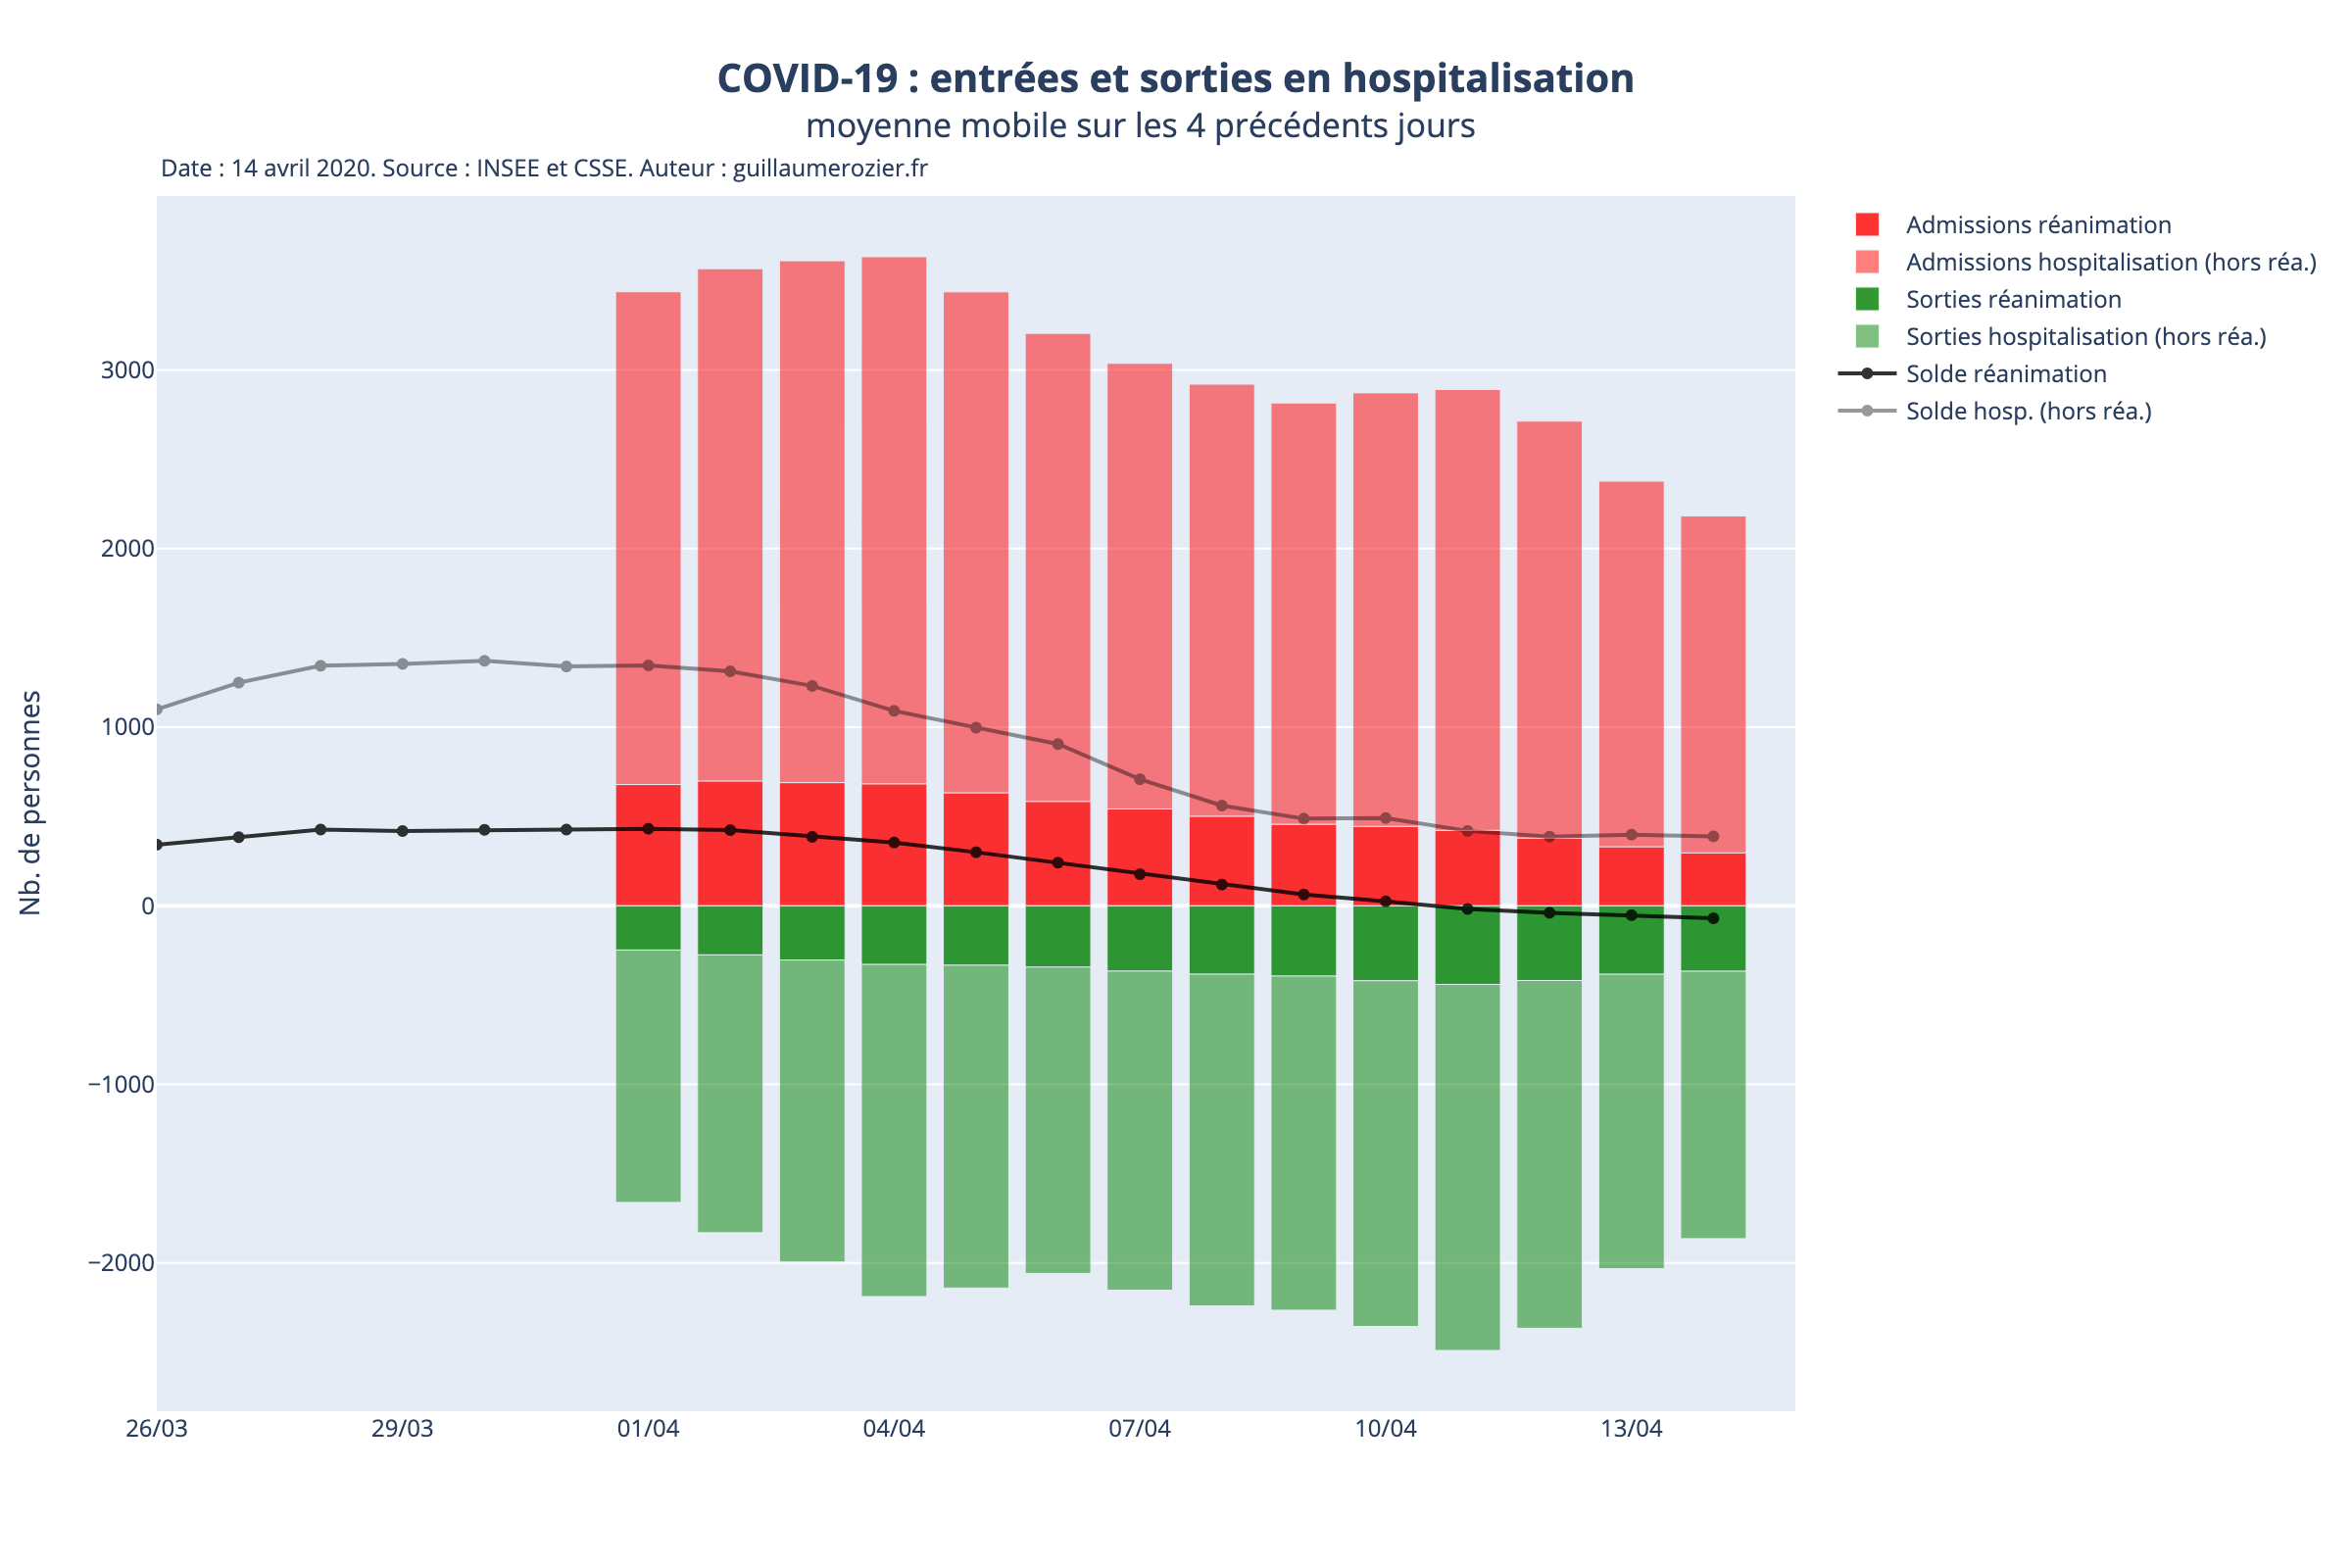 COVID-19 : entrées et sorties en hospitalisation
moyenne mobile sur les 4 précédents jours
Date : 14 avril 2020. Source : INSEE et CSSE. Auteur : guillaumerozier.fr
Admissions réanimation
Admissions hospitalisation (hors réa.)
Sorties réanimation
Sorties hospitalisation (hors réa.)
Solde réanimation
Solde hosp. (hors réa.)
Nb. de personnes
3000
2000
1000
0
−1000
−2000
26/03 29/03 01/04 04/04 07/04 10/04 13/04